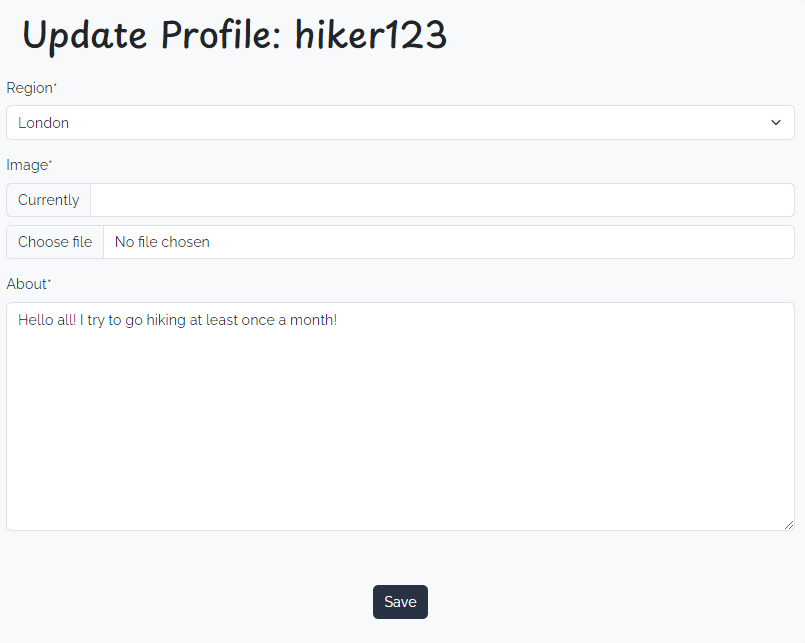 Update Profile: hiker123
Region*
London
Image*
Currently
Choose file No file chosen
About*
Hello all! I try to go hiking at least once a month!
Save